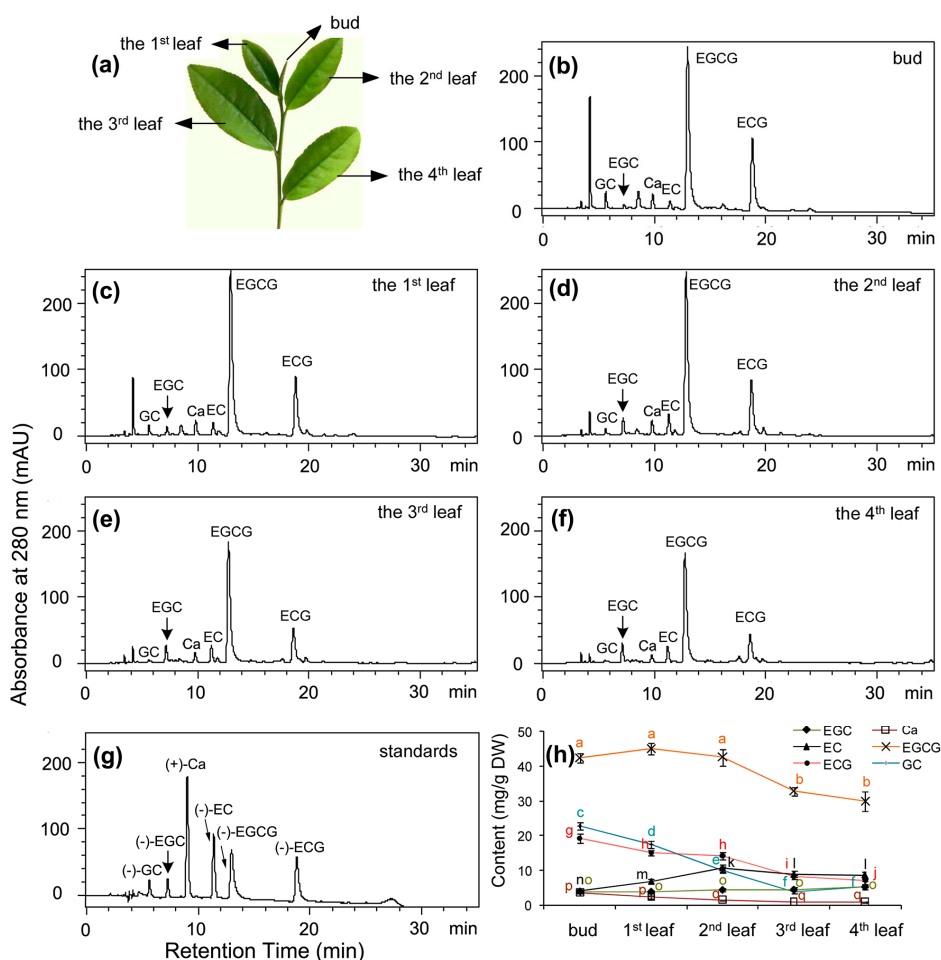 bud
the 1st leaf
(a)
the 2nd leaf
the 3rd leaf
the 4th leaf
(b)
bud
EGCG
ECG
EGC
GC
Ca
EC
200
100
0
0 10 20 30 min
(c)
the 1st leaf
EGCG
ECG
EGC
GC
Ca
EC
200
100
0
0 10 20 30 min
(d)
the 2nd leaf
EGCG
ECG
EGC
GC
Ca
EC
200
100
0
0 10 20 30 min
(e)
the 3rd leaf
EGCG
ECG
EGC
GC
Ca
EC
200
100
0
0 10 20 30 min
(f)
the 4th leaf
EGCG
ECG
EGC
GC
Ca
EC
200
100
0
0 10 20 30 min
(g)
standards
(+)-Ca
(-)-EC
(-)-EGCG
(-)-EGC
(-)-GC
(-)-ECG
200
100
0
0 10 20 30 min
Absorbance at 280 nm (mAU)
Retention Time (min)
(h)
EGC Ca
EC EGCG
ECG GC
Content (mg/g DW)
50
40
30
20
10
0
a a a b b
c d e f f
g h h i j
n m k l l
o o o o o
p p q q q
bud 1st leaf 2nd leaf 3rd leaf 4th leaf